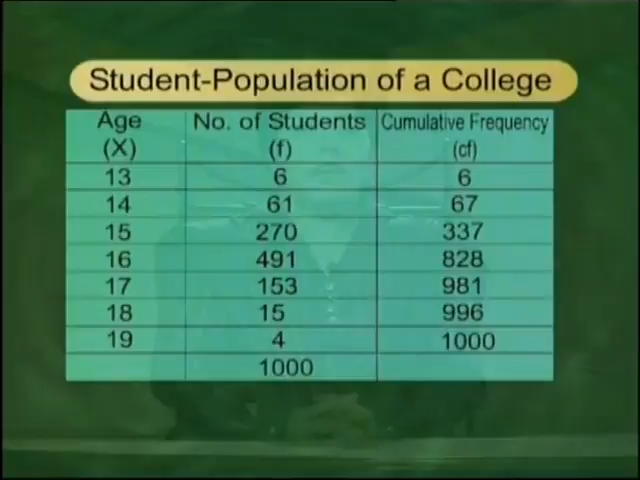 Student-Population of a College
Age No. of Students Cumulative Frequency
(X) (f) (cf)
13 6 6
14 61 67
15 270 337
16 491 828
17 153 981
18 15 996
19 4 1000
1000